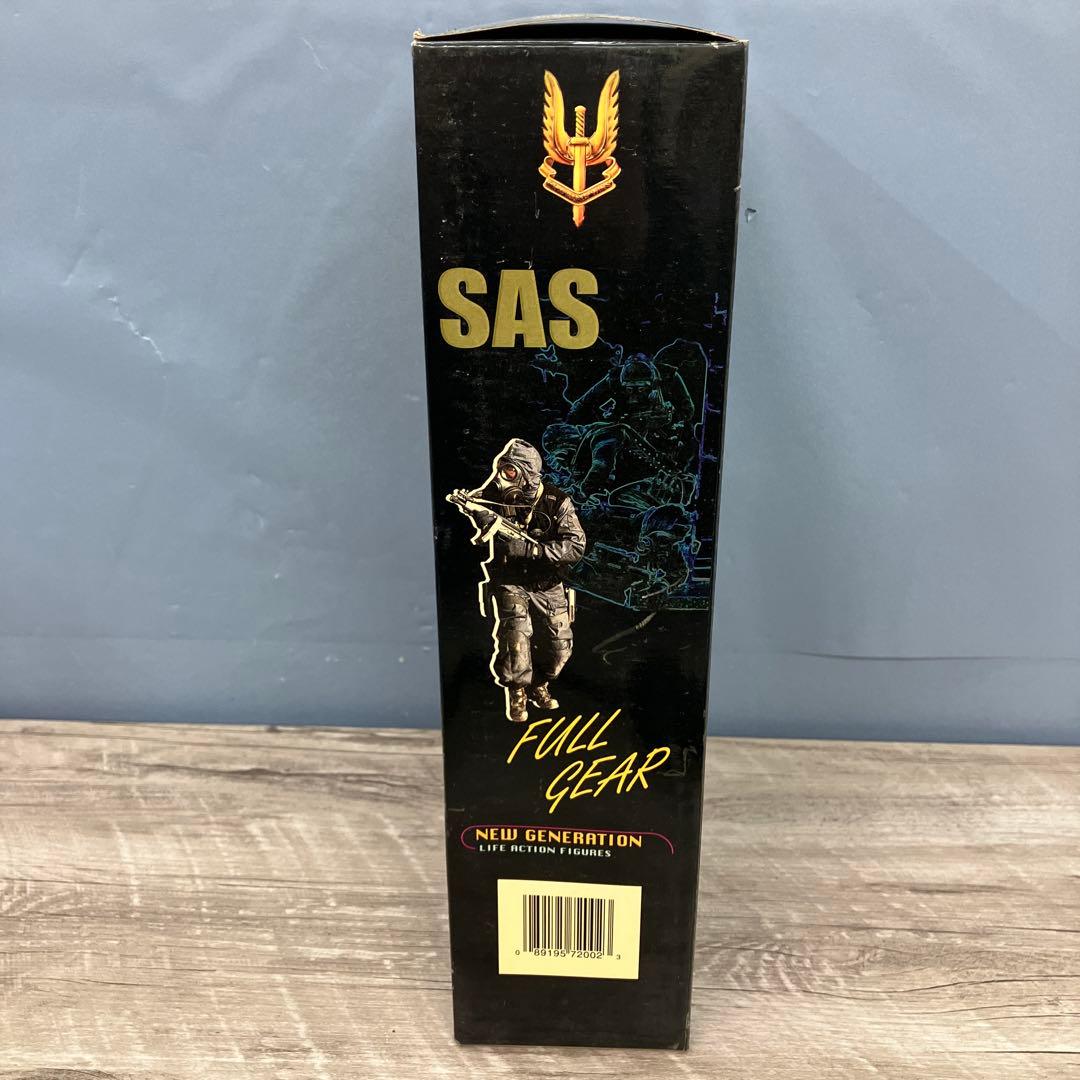 SAS
FULL
GEAR
NEW GENERATION
LIFE ACTION FIGURES
0 89195 72002 3